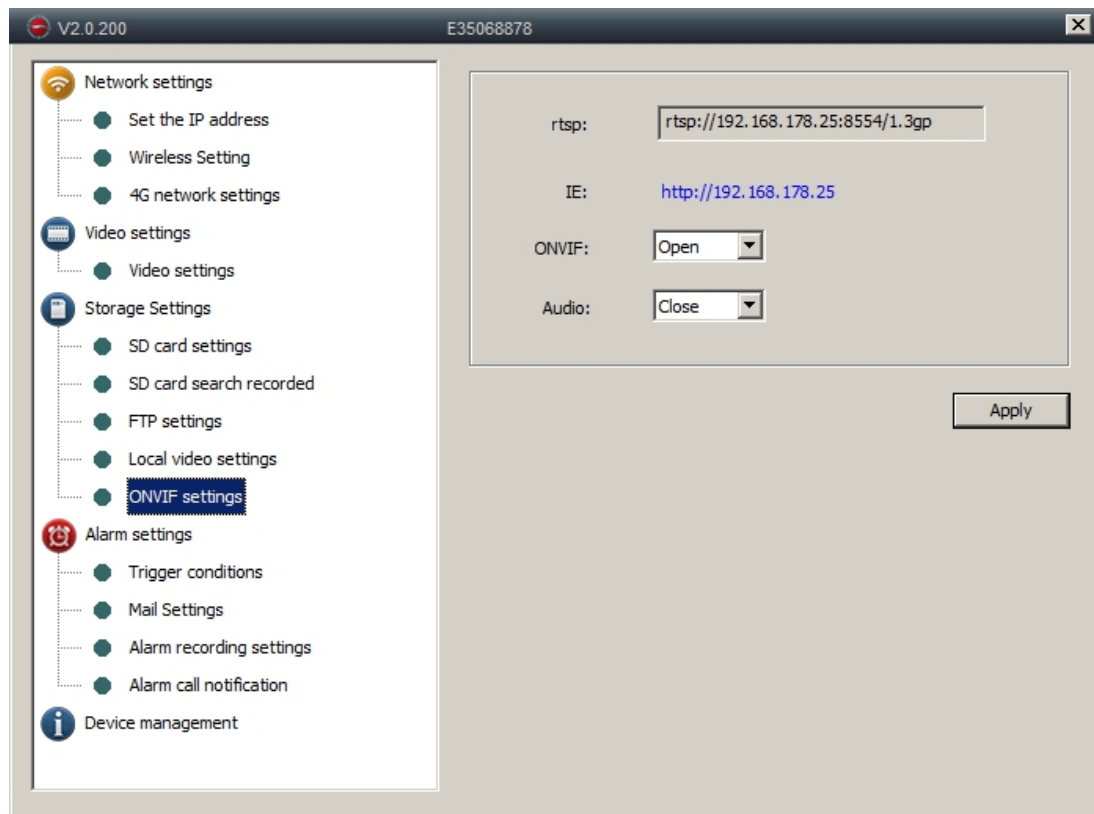 V2.0.200
E35068878
Network settings
Set the IP address
Wireless Setting
4G network settings
Video settings
Video settings
Storage Settings
SD card settings
SD card search recorded
FTP settings
Local video settings
ONVIF settings
Alarm settings
Trigger conditions
Mail Settings
Alarm recording settings
Alarm call notification
Device management
rtsp: rtsp://192.168.178.25:8554/1.3gp
IE: http://192.168.178.25
ONVIF: Open
Audio: Close
Apply